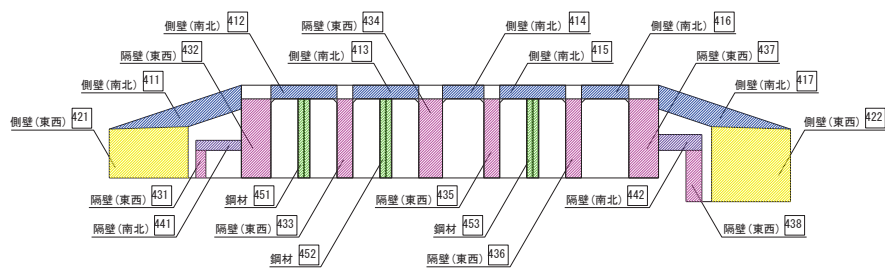 側壁(南北) 412
隔壁(東西) 434
側壁(南北) 414
側壁(南北) 416
隔壁(東西) 432
側壁(南北) 413
側壁(南北) 415
隔壁(東西) 437
側壁(南北) 411
側壁(南北) 417
側壁(東西) 421
側壁(東西) 422
隔壁(東西) 431
鋼材 451
隔壁(東西) 435
隔壁(南北) 442
隔壁(南北) 441
隔壁(東西) 433
鋼材 453
隔壁(東西) 438
鋼材 452
隔壁(東西) 436